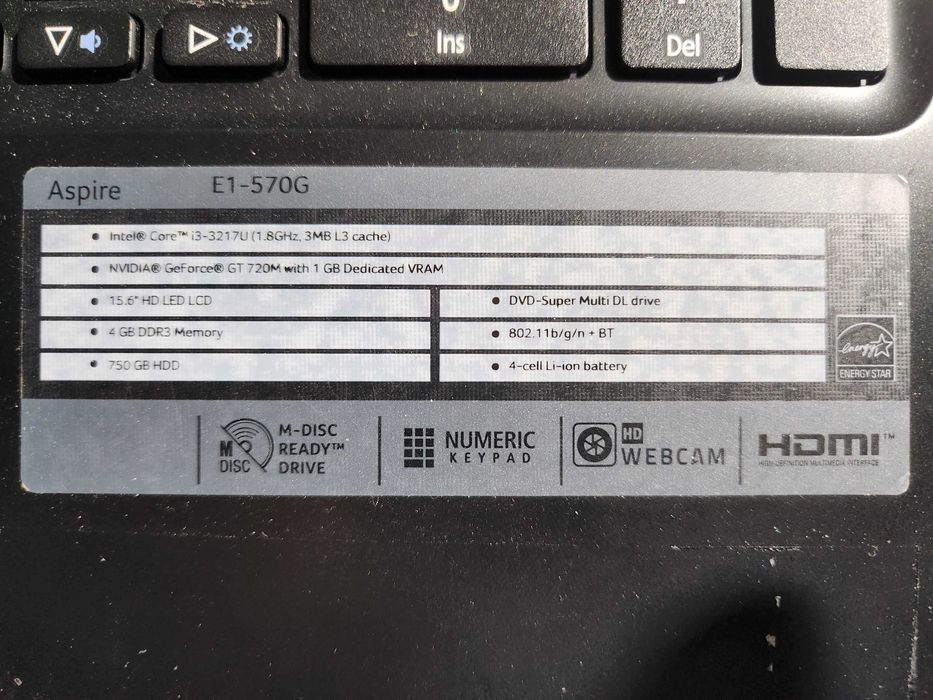 Ins
Del
Aspire E1-570G
Intel® Core™ i3-3217U (1.8GHz, 3MB L3 cache)
NVIDIA® GeForce® GT 720M with 1 GB Dedicated VRAM
15.6" HD LED LCD
DVD-Super Multi DL drive
4 GB DDR3 Memory
802.11b/g/n + BT
750 GB HDD
4-cell Li-ion battery
energy
ENERGY STAR
M DISC
M-DISC
READY™
DRIVE
NUMERIC
KEYPAD
HD
WEBCAM
HDMI™
HIGH-DEFINITION MULTIMEDIA INTERFACE